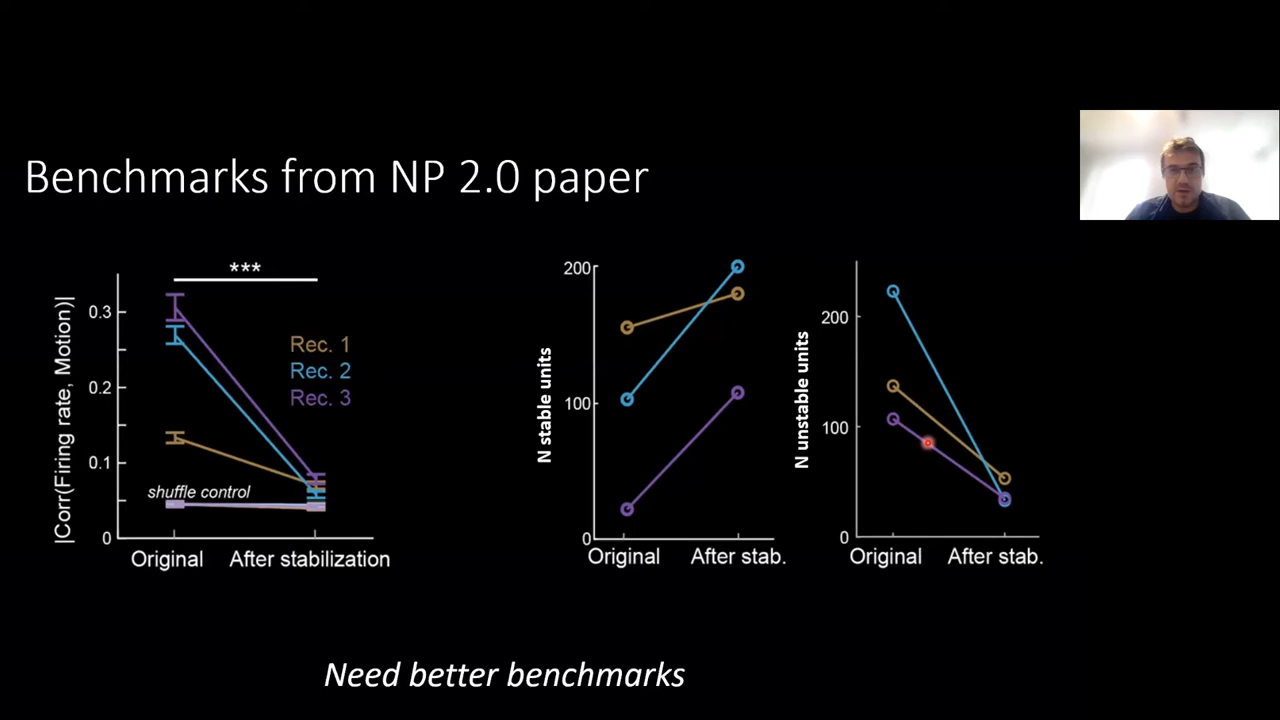 Benchmarks from NP 2.0 paper
|Corr(Firing rate, Motion)|
0.3
0.2
0.1
0
***
Rec. 1
Rec. 2
Rec. 3
shuffle control
Original
After stabilization
N stable units
200
100
0
Original
After stab.
N unstable units
200
100
0
Original
After stab.
Need better benchmarks